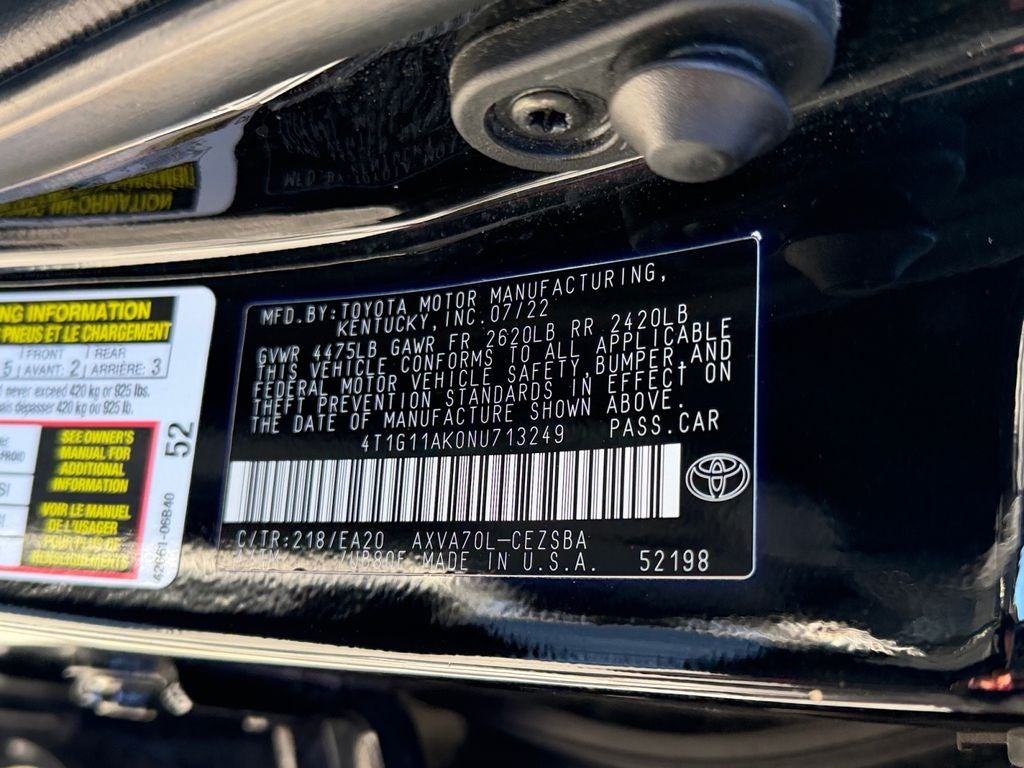 NG INFORMATION
PNEUS ET LE CHARGEMENT
FRONT REAR
5 AVANT: 2 ARRIÈRE: 3
never exceed 420 kg or 925 lbs.
dépasser 420 kg ou 925 lb.
SEE OWNER'S
MANUAL FOR
ADDITIONAL
INFORMATION
VOIR LE MANUEL
DE L'USAGER
POUR PLUS DE
RENSEIGNEMENTS
52
42661-06B40
MFD.BY:TOYOTA MOTOR MANUFACTURING,
KENTUCKY,INC.07/22
GVWR 4475LB GAWR FR 2620LB RR 2420LB
THIS VEHICLE CONFORMS TO ALL APPLICABLE
FEDERAL MOTOR VEHICLE SAFETY,BUMPER,AND
THEFT PREVENTION STANDARDS IN EFFECT ON
THE DATE OF MANUFACTURE SHOWN ABOVE.
4T1G11AK0NU713249 PASS.CAR
C/TR:218/EA20 AXVA70L-CEZSBA
MADE IN U.S.A. 52198